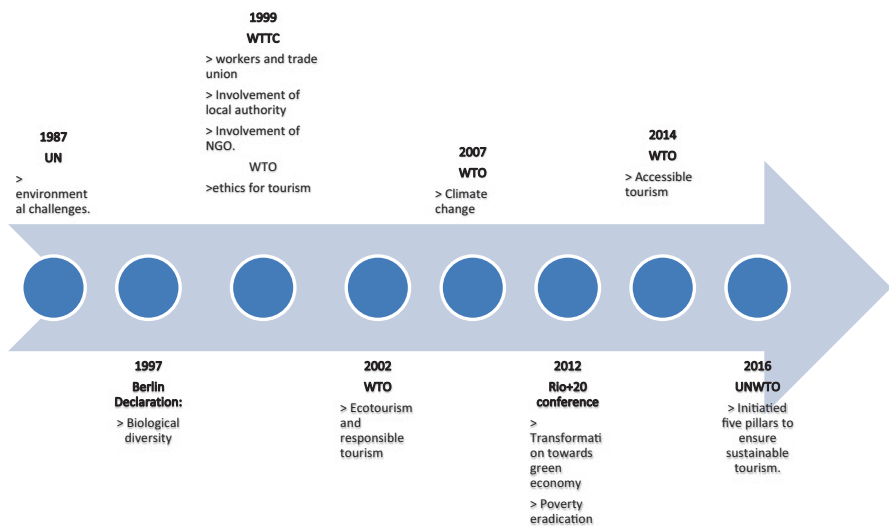 1987
UN
>
environment
al challenges.
1997
Berlin
Declaration:
> Biological
diversity
1999
WTTC
> workers and trade
union
> Involvement of
local authority
> Involvement of
NGO.
WTO
>ethics for tourism
2002
WTO
> Ecotourism
and
responsible
tourism
2007
WTO
> Climate
change
2012
Rio+20
conference
>
Transformati
on towards
green
economy
> Poverty
eradication
2014
WTO
> Accessible
tourism
2016
UNWTO
> Initiatied
five pillars to
ensure
sustainable
tourism.